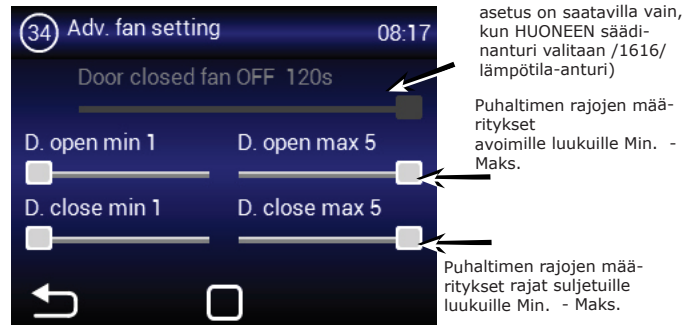 34 Adv. fan setting 08:17
Door closed fan OFF 120s
D. open min 1 D. open max 5
D. close min 1 D. close max 5
asetus on saatavilla vain,
kun HUONEEN säädi-
nanturi valitaan /1616/
lämpötila-anturi)
Puhaltimen rajojen mää-
ritykset
avoimille luukuille Min. -
Maks.
Puhaltimen rajojen mää-
ritykset rajat suljetuille
luukuille Min. - Maks.